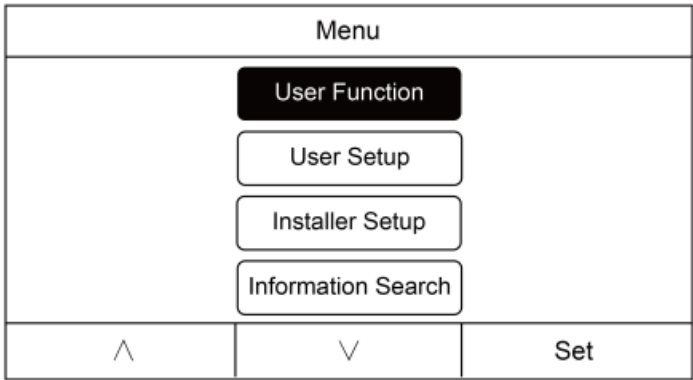 Menu
User Function
User Setup
Installer Setup
Information Search
∧ ∨ Set